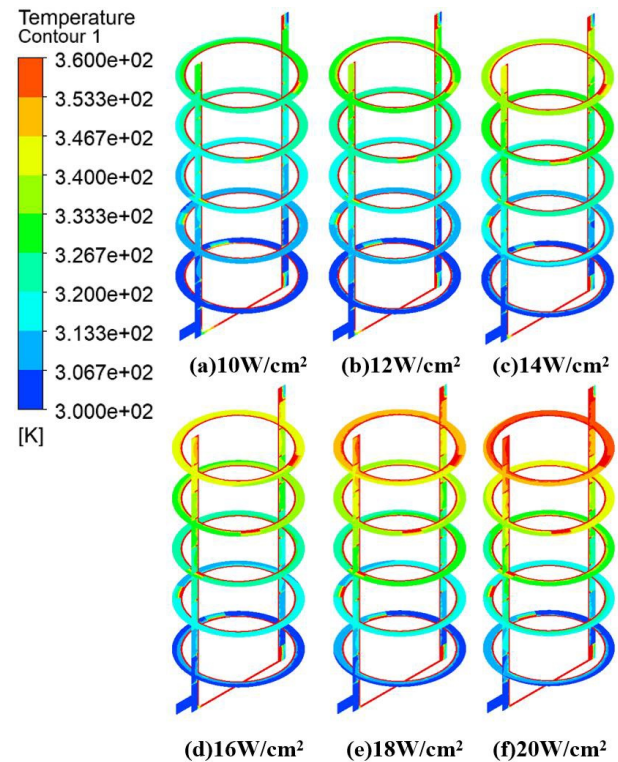 Temperature
Contour 1
3.600e+02
3.533e+02
3.467e+02
3.400e+02
3.333e+02
3.267e+02
3.200e+02
3.133e+02
3.067e+02
3.000e+02
[K]
(a)10W/cm²
(b)12W/cm²
(c)14W/cm²
(d)16W/cm²
(e)18W/cm²
(f)20W/cm²